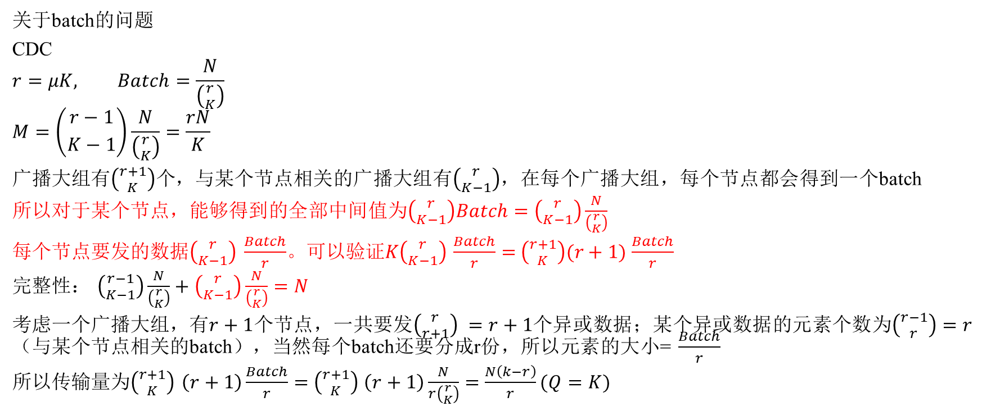 关于batch的问题
CDC
$r = \mu K, \quad Batch = \frac{N}{\binom{r}{K}}$
$M = \binom{r-1}{K-1} \frac{N}{\binom{r}{K}} = \frac{rN}{K}$
广播大组有$\binom{r+1}{K}$个，与某个节点相关的广播大组有$\binom{r}{K-1}$，在每个广播大组，每个节点都会得到一个batch
所以对于某个节点，能够得到的全部中间值为$\binom{r}{K-1} Batch = \binom{r}{K-1} \frac{N}{\binom{r}{K}}$
每个节点要发的数据$\binom{r}{K-1} \frac{Batch}{r}$。可以验证$K \binom{r}{K-1} \frac{Batch}{r} = \binom{r+1}{K} (r+1) \frac{Batch}{r}$
完整性： $\binom{r-1}{K-1} \frac{N}{\binom{r}{K}} + \binom{r}{K-1} \frac{N}{\binom{r}{K}} = N$
考虑一个广播大组，有$r+1$个节点，一共要发$\binom{r}{r+1} = r+1$个异或数据；某个异或数据的元素个数为$\binom{r-1}{r} = r$
（与某个节点相关的batch），当然每个batch还要分成r份，所以元素的大小= $\frac{Batch}{r}$
所以传输量为$\binom{r+1}{K} (r+1) \frac{Batch}{r} = \binom{r+1}{K} (r+1) \frac{N}{r \binom{r}{K}} = \frac{N(k-r)}{r} (Q = K)$